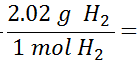 2.02 g H₂
1 mol H₂ =